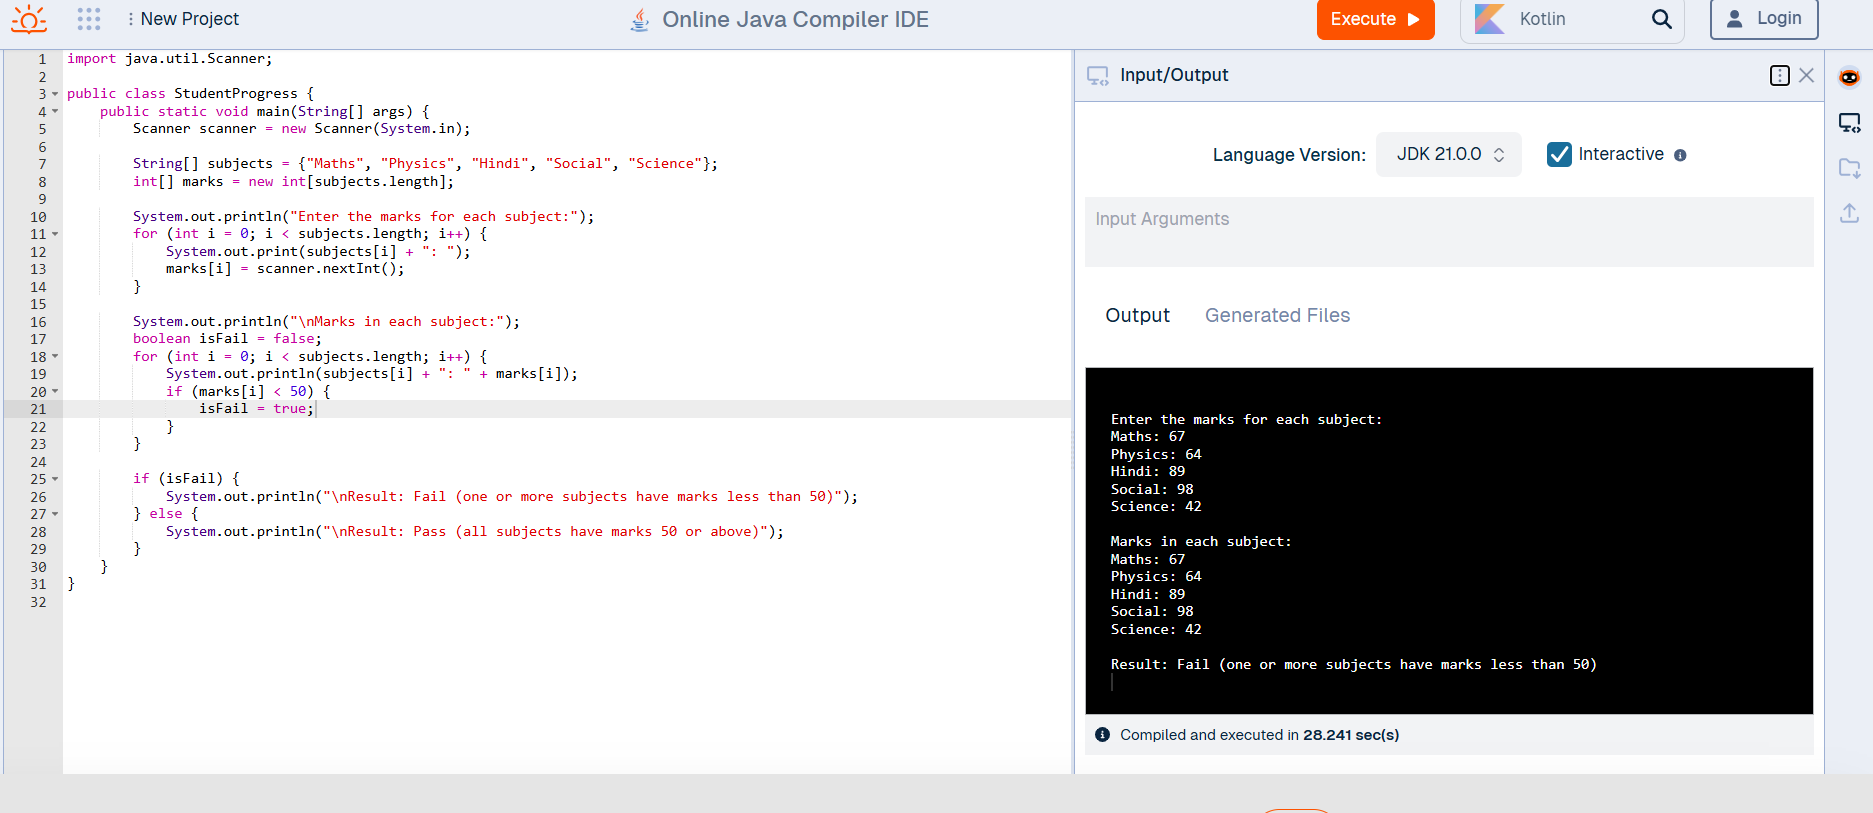 New Project
Online Java Compiler IDE
Execute
Kotlin
Login
1 import java.util.Scanner;
2
3 public class StudentProgress {
4     public static void main(String[] args) {
5         Scanner scanner = new Scanner(System.in);
6
7         String[] subjects = {"Maths", "Physics", "Hindi", "Social", "Science"};
8         int[] marks = new int[subjects.length];
9
10         System.out.println("Enter the marks for each subject:");
11         for (int i = 0; i < subjects.length; i++) {
12             System.out.print(subjects[i] + ": ");
13             marks[i] = scanner.nextInt();
14         }
15
16         System.out.println("\nMarks in each subject:");
17         boolean isFail = false;
18         for (int i = 0; i < subjects.length; i++) {
19             System.out.println(subjects[i] + ": " + marks[i]);
20             if (marks[i] < 50) {
21                 isFail = true;
22             }
23         }
24
25         if (isFail) {
26             System.out.println("\nResult: Fail (one or more subjects have marks less than 50)");
27         } else {
28             System.out.println("\nResult: Pass (all subjects have marks 50 or above)");
29         }
30     }
31 }
32
Input/Output
Language Version: JDK 21.0.0 Interactive
Input Arguments
Output Generated Files
Enter the marks for each subject:
Maths: 67
Physics: 64
Hindi: 89
Social: 98
Science: 42
Marks in each subject:
Maths: 67
Physics: 64
Hindi: 89
Social: 98
Science: 42
Result: Fail (one or more subjects have marks less than 50)
Compiled and executed in 28.241 sec(s)